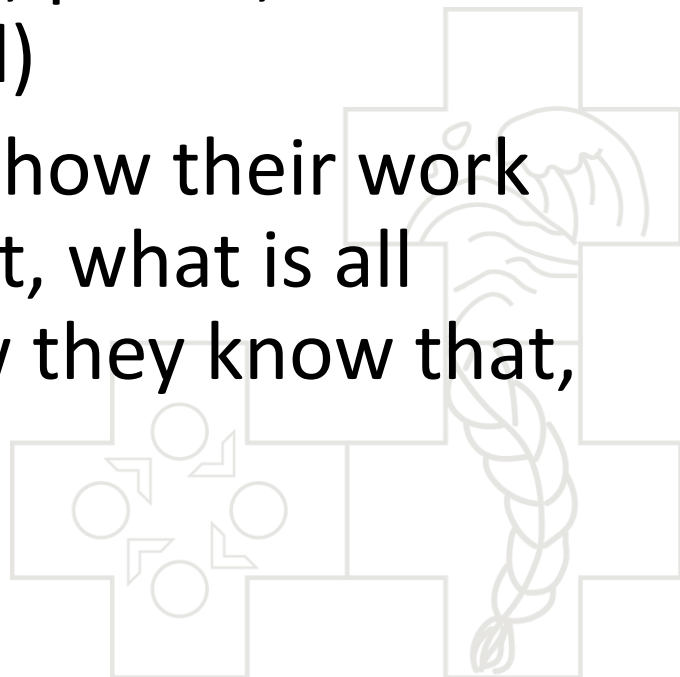 l)
how their work
t, what is all
they know that,